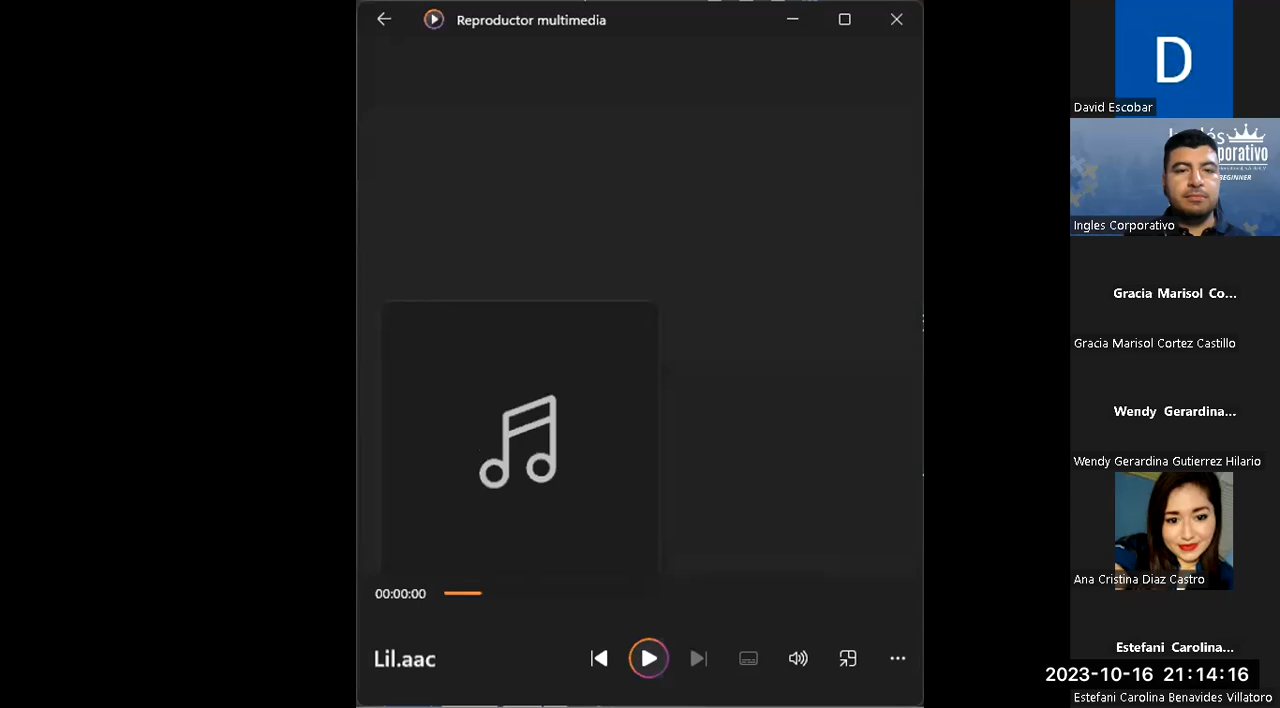 Reproductor multimedia
00:00:00
Lil.aac
D
David Escobar
BEGINNER
Ingles Corporativo
Gracia Marisol Co...
Gracia Marisol Cortez Castillo
Wendy Gerardina...
Wendy Gerardina Gutierrez Hilario
Ana Cristina Diaz Castro
Estefani Carolina...
2023-10-16 21:14:16
Estefani Carolina Benavides Villatoro